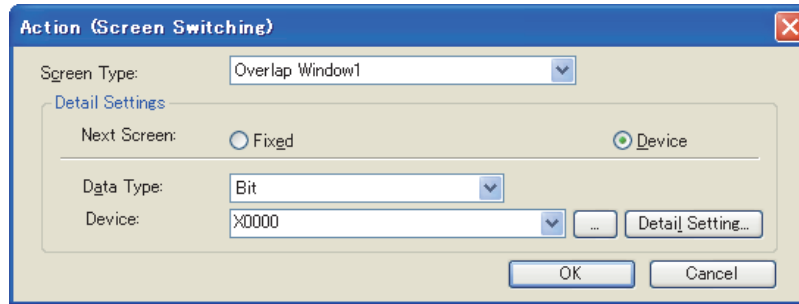 Action (Screen Switching)
Screen Type: Overlap Window1
Detail Settings
Next Screen: Fixed Device
Data Type: Bit
Device: X0000 ... Detail Setting...
OK Cancel